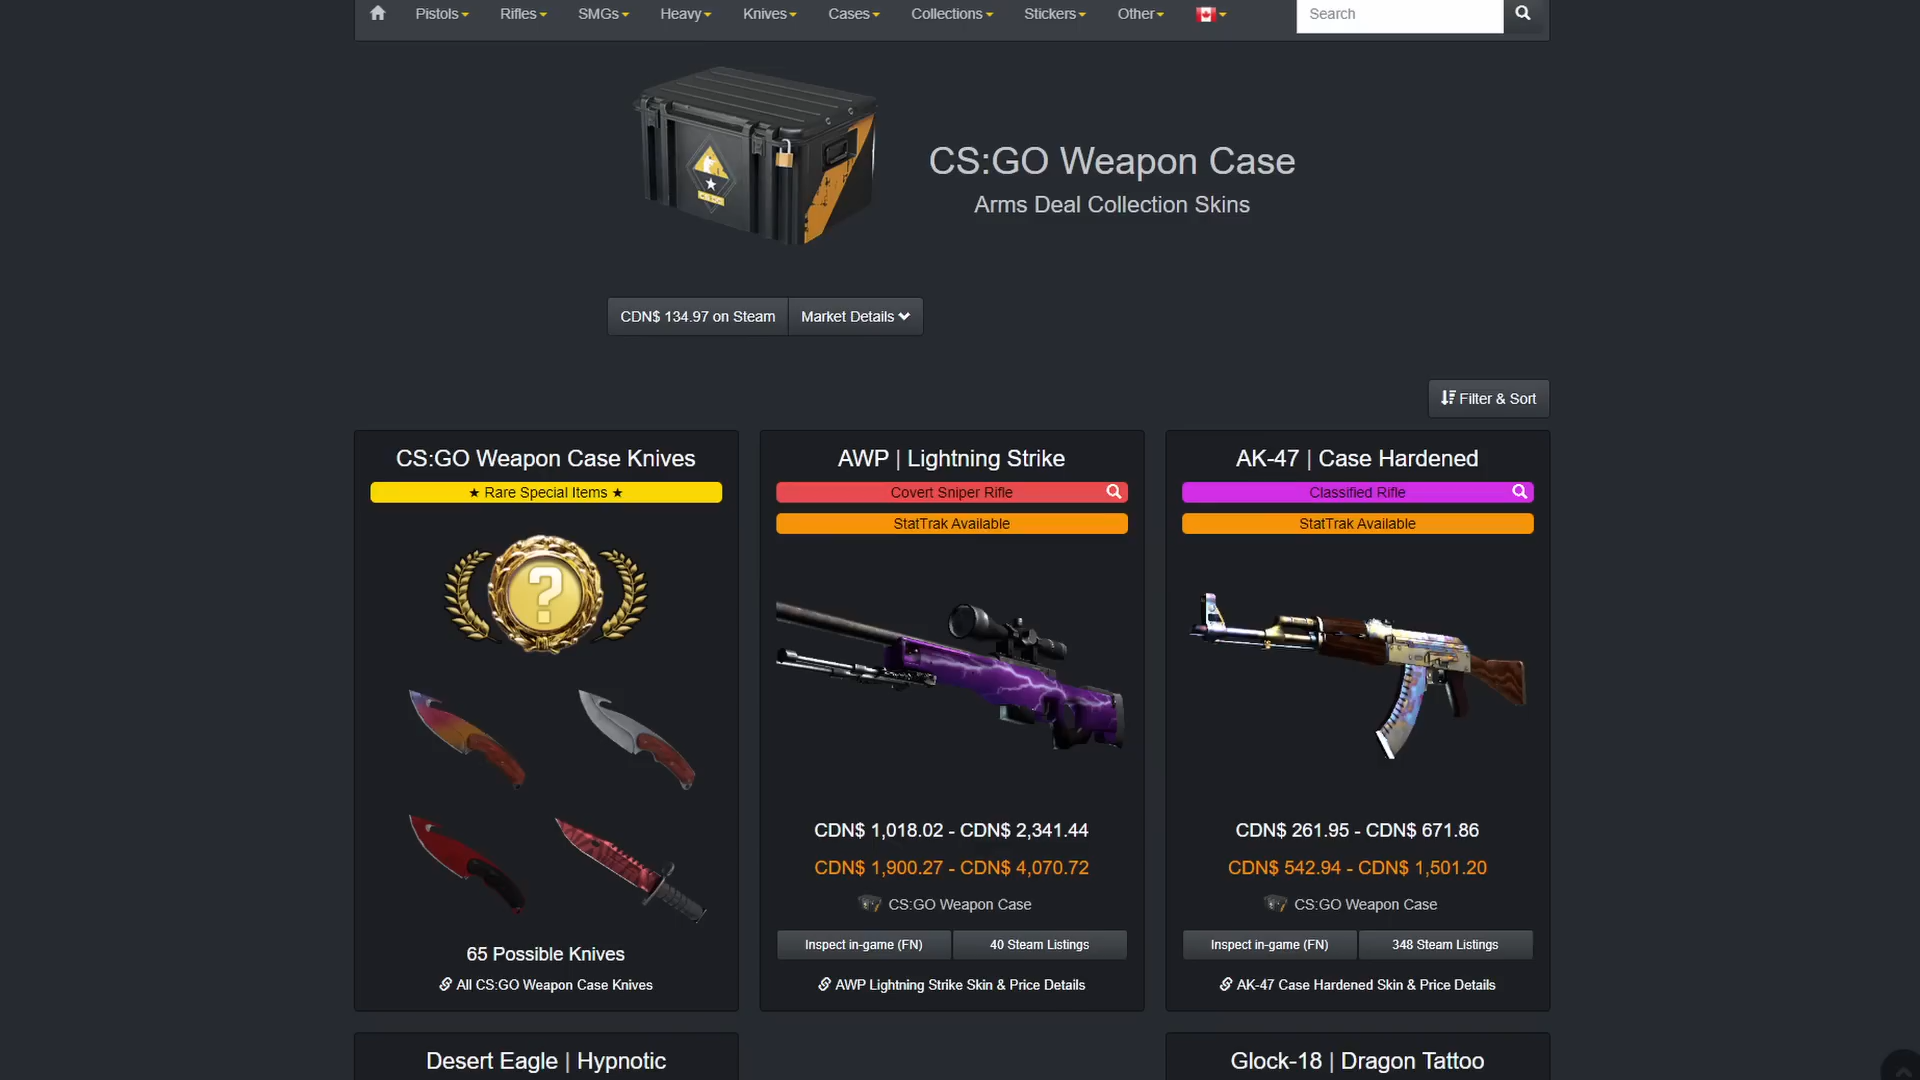 Pistols
Rifles
SMGs
Heavy
Knives
Cases
Collections
Stickers
Other
Search
CS:GO Weapon Case
Arms Deal Collection Skins
CDN$ 134.97 on Steam
Market Details
Filter & Sort
CS:GO Weapon Case Knives
★ Rare Special Items ★
65 Possible Knives
All CS:GO Weapon Case Knives
AWP | Lightning Strike
Covert Sniper Rifle
StatTrak Available
CDN$ 1,018.02 - CDN$ 2,341.44
CDN$ 1,900.27 - CDN$ 4,070.72
CS:GO Weapon Case
Inspect in-game (FN)
40 Steam Listings
AWP Lightning Strike Skin & Price Details
AK-47 | Case Hardened
Classified Rifle
StatTrak Available
CDN$ 261.95 - CDN$ 671.86
CDN$ 542.94 - CDN$ 1,501.20
CS:GO Weapon Case
Inspect in-game (FN)
348 Steam Listings
AK-47 Case Hardened Skin & Price Details
Desert Eagle | Hypnotic
Glock-18 | Dragon Tattoo